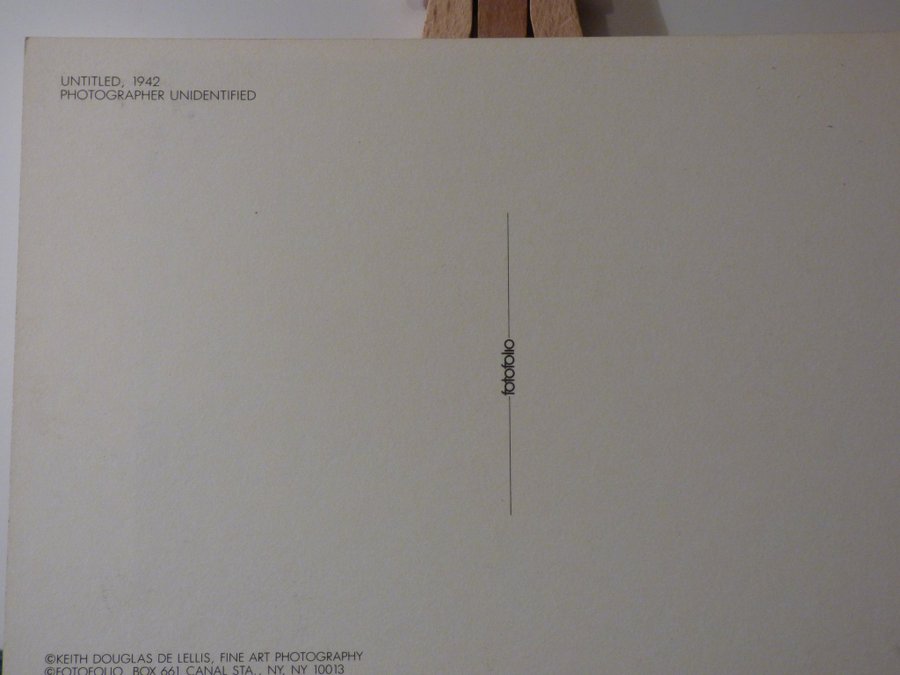 UNTITLED, 1942
PHOTOGRAPHER UNIDENTIFIED
fotofolio
©KEITH DOUGLAS DE LELLIS, FINE ART PHOTOGRAPHY
©FOTOFOLIO, BOX 661 CANAL STA., NY, NY 10013